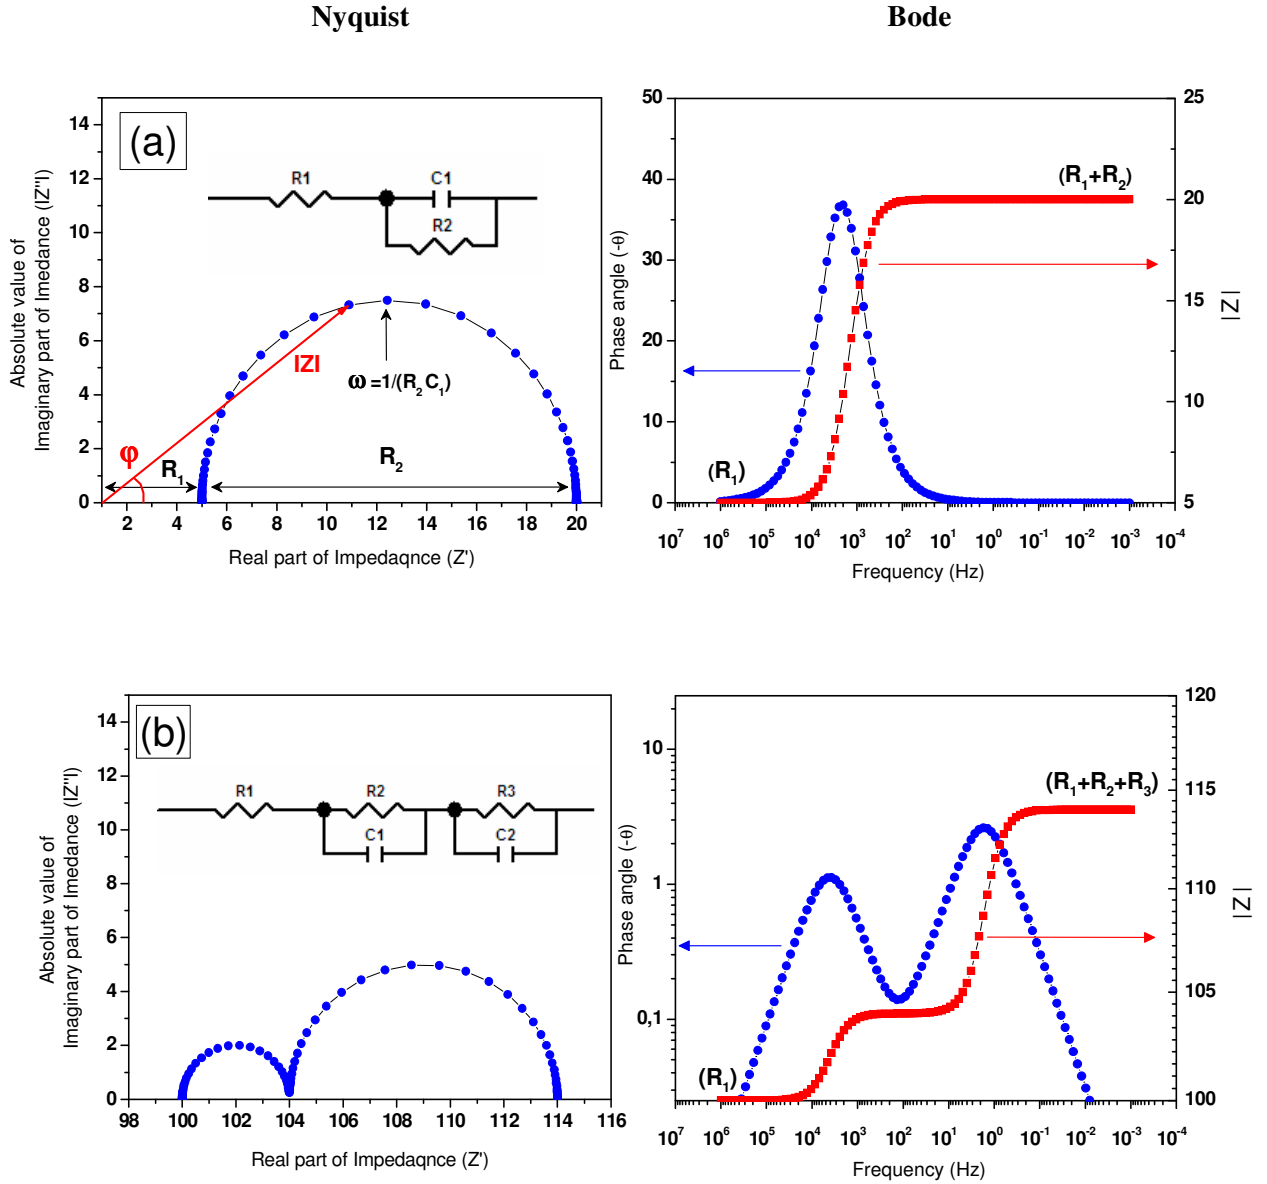 Nyquist
Bode
(a)
Absolute value of
Imaginary part of Imedance (IZ"I)
14
12
10
8
6
4
2
0
R1
C1
R2
IZI
ω =1/(R2C1)
φ
R1
R2
2 4 6 8 10 12 14 16 18 20
Real part of Impedaqnce (Z')
Phase angle (-θ)
50
40
30
20
10
0
(R1+R2)
(R1)
25
20
15
10
5
|Z|
10^7 10^6 10^5 10^4 10^3 10^2 10^1 10^0 10^-1 10^-2 10^-3 10^-4
Frequency (Hz)
(b)
Absolute value of
Imaginary part of Imedance (IZ"I)
14
12
10
8
6
4
2
0
R1
R2
R3
C1
C2
98 100 102 104 106 108 110 112 114 116
Real part of Impedaqnce (Z')
Phase angle (-θ)
10
1
0,1
(R1+R2+R3)
(R1)
120
115
110
105
100
|Z|
10^7 10^6 10^5 10^4 10^3 10^2 10^1 10^0 10^-1 10^-2 10^-3 10^-4
Frequency (Hz)